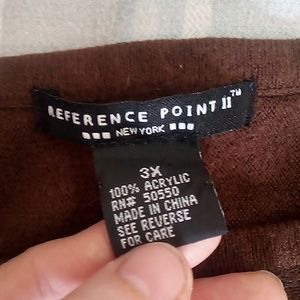 REFERENCE POINT II™
NEW YORK
3X
100% ACRYLIC
RN# 50550
MADE IN CHINA
SEE REVERSE
FOR CARE